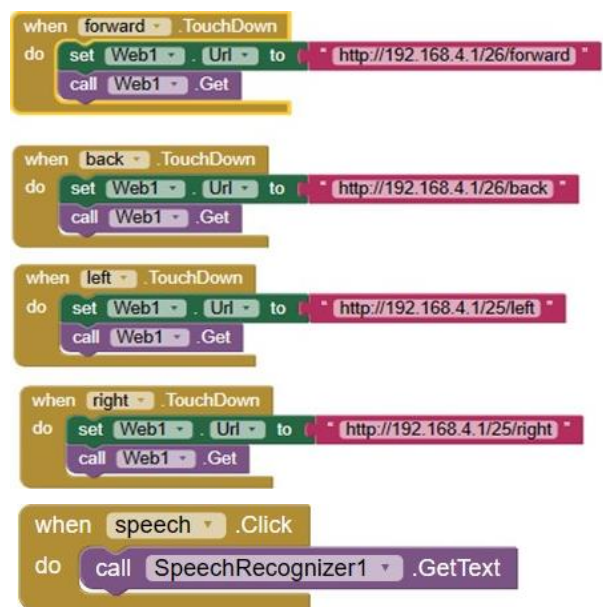 when forward .TouchDown
do set Web1 . Url to " http://192.168.4.1/26/forward "
call Web1 .Get
when back .TouchDown
do set Web1 . Url to " http://192.168.4.1/26/back "
call Web1 .Get
when left .TouchDown
do set Web1 . Url to " http://192.168.4.1/25/left "
call Web1 .Get
when right .TouchDown
do set Web1 . Url to " http://192.168.4.1/25/right "
call Web1 .Get
when speech .Click
do call SpeechRecognizer1 .GetText